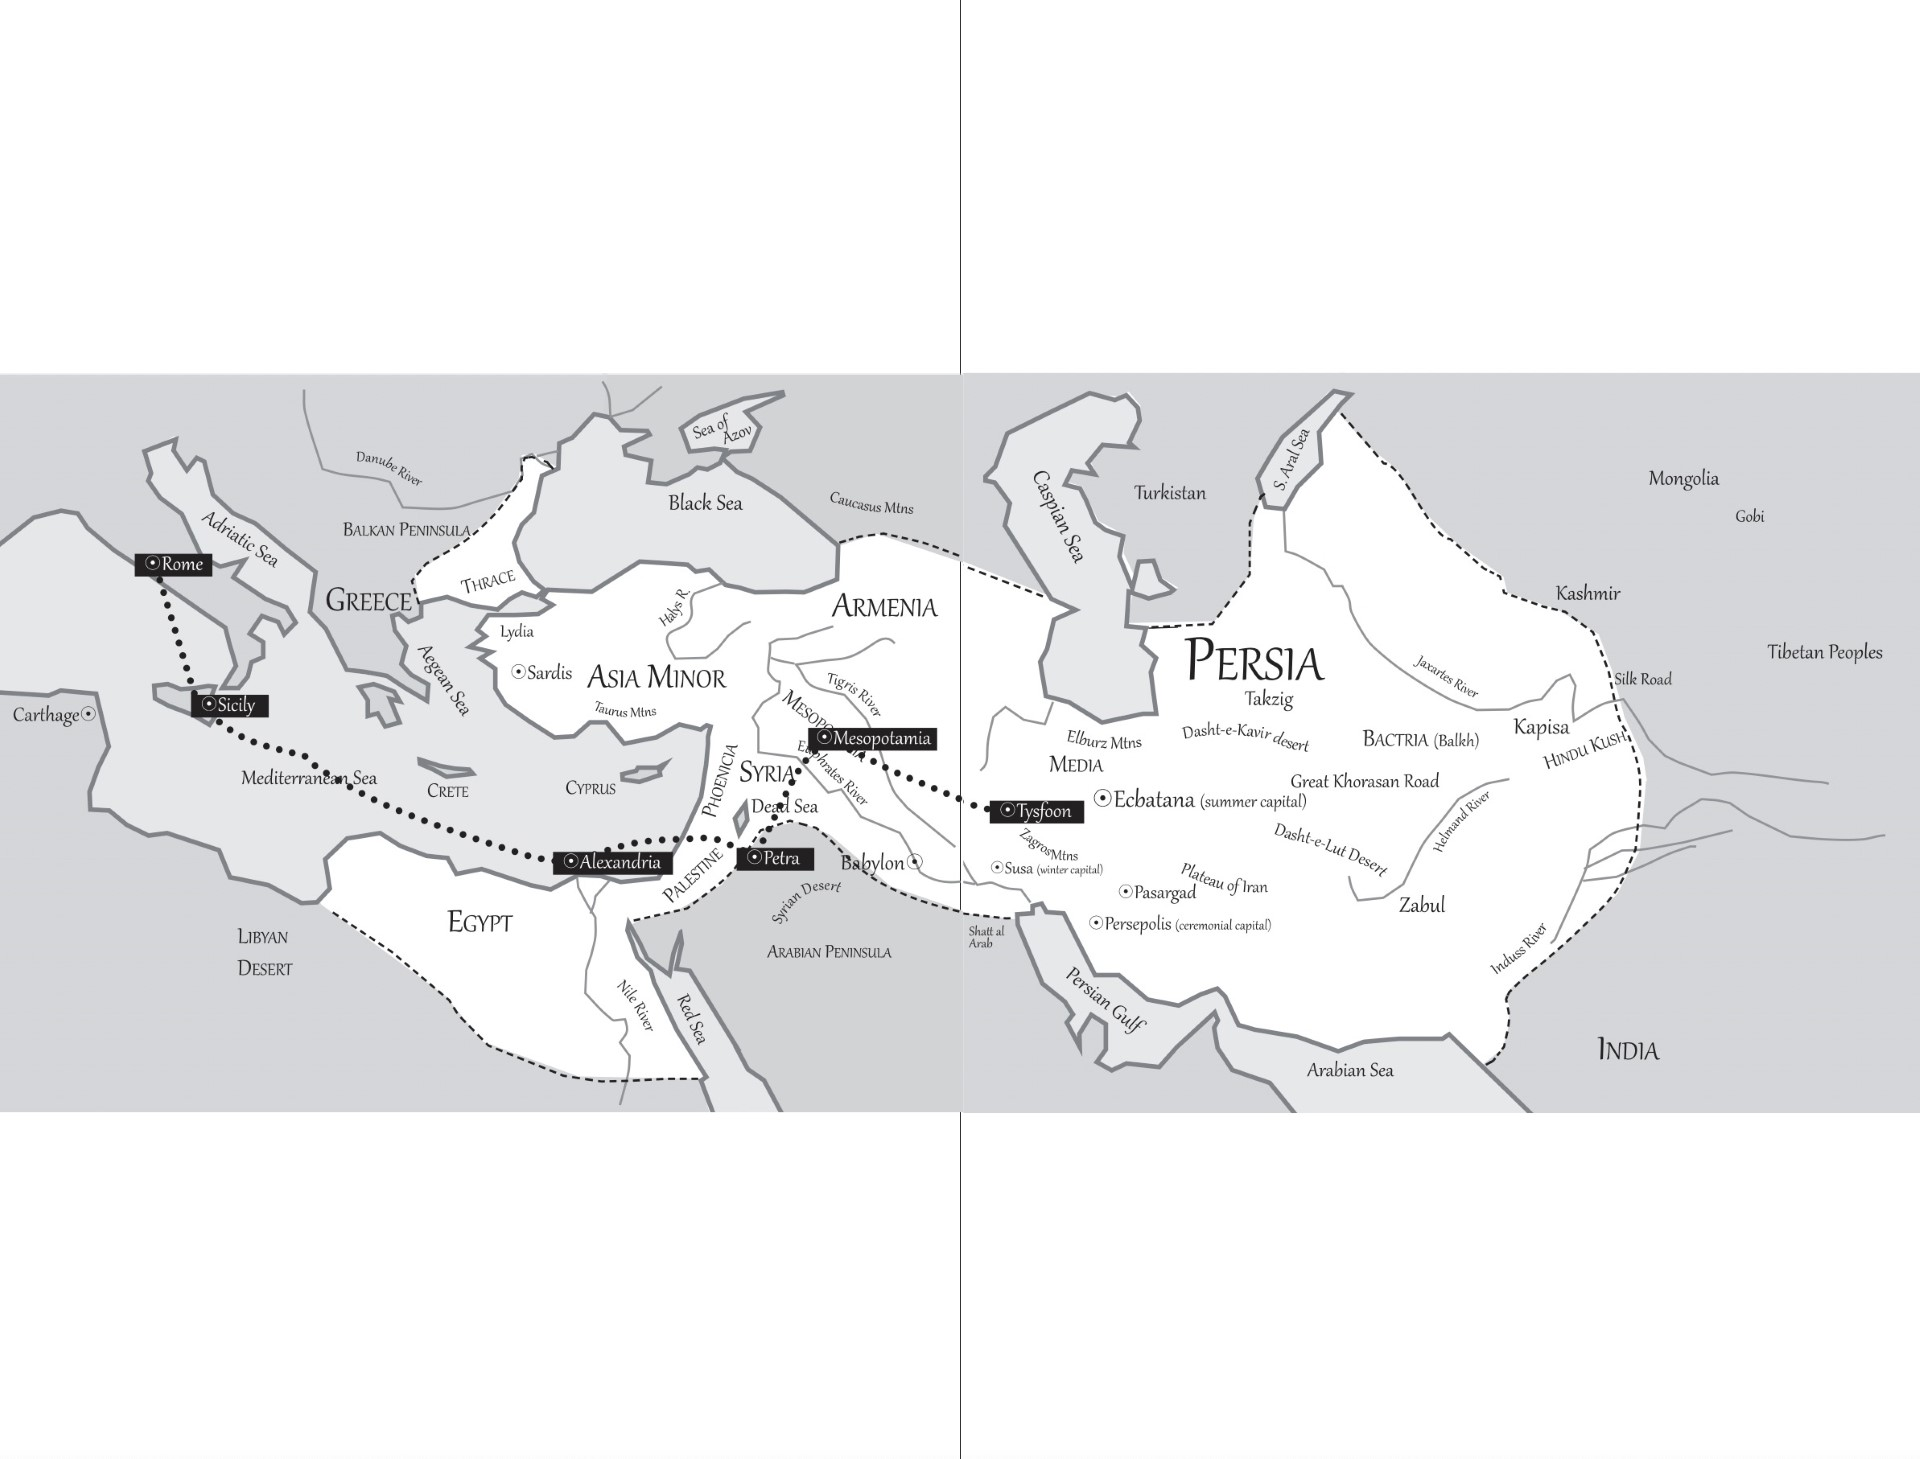 Sea of
Azov
Danube River
Black Sea
Caucasus Mtns
Adriatic Sea
BALKAN PENINSULA
Rome
THRACE
GREECE
Halys R.
ARMENIA
Lydia
Sardis
ASIA MINOR
Aegean Sea
Taurus Mtns
Tigris River
Carthage
Sicily
Mesopotamia
PHOENICIA
SYRIA
Euphrates River
Mediterranean Sea
CRETE
CYPRUS
Dead Sea
Alexandria
PALESTINE
Petra
Babylon
Syrian Desert
EGYPT
LIBYAN
DESERT
ARABIAN PENINSULA
Nile River
Red Sea
S. Aral Sea
Caspian Sea
Turkistan
Mongolia
Gobi
Kashmir
PERSIA
Takzig
Tibetan Peoples
Jaxartes River
Silk Road
Elburz Mtns
Dasht-e-Kavir desert
BACTRIA (Balkh)
Kapisa
HINDU KUSH
MEDIA
Great Khorasan Road
Ecbatana (summer capital)
Tysfoon
Helmand River
Zagros Mtns
Dasht-e-Lut Desert
Susa (winter capital)
Pasargad
Plateau of Iran
Zabul
Persepolis (ceremonial capital)
Shatt al
Arab
Induss River
Persian Gulf
Arabian Sea
INDIA